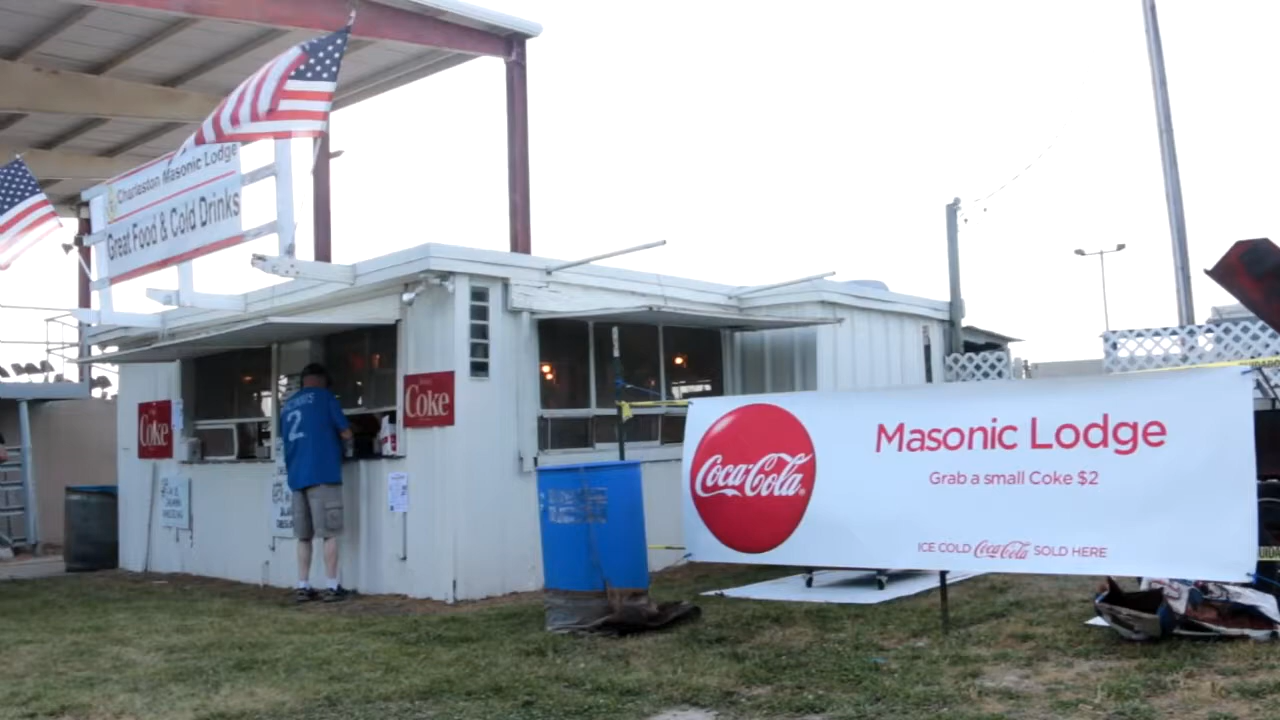 Charleston Masonic Lodge
Great Food & Cold Drinks
Coke
Coke
2
Coca-Cola
Masonic Lodge
Grab a small Coke $2
ICE COLD Coca-Cola SOLD HERE